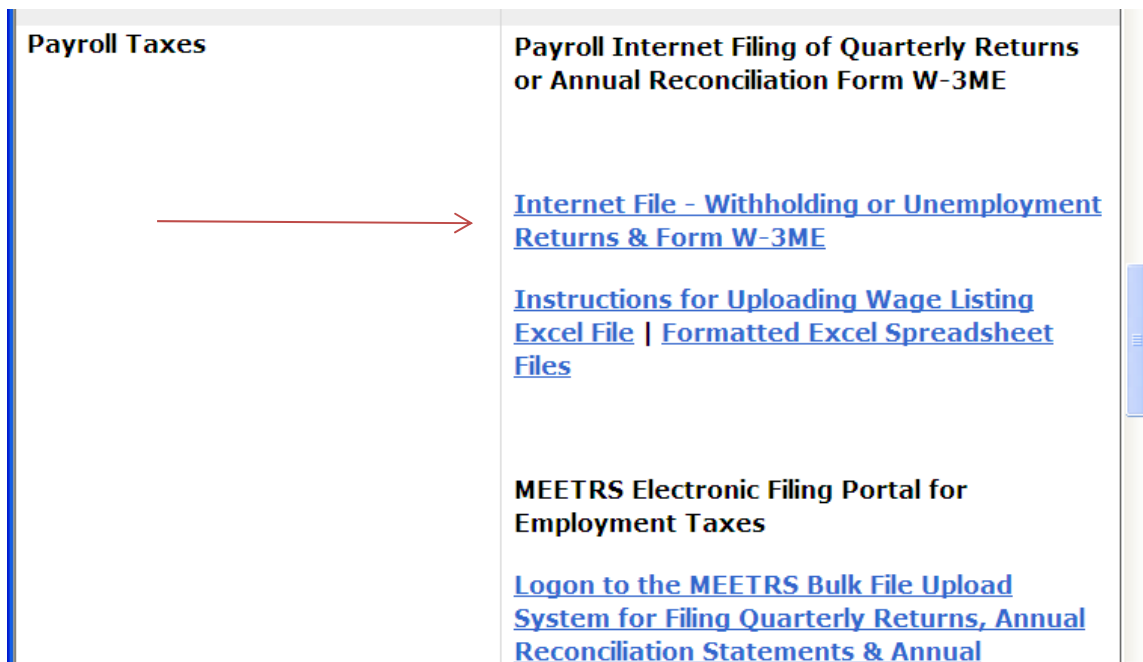 Payroll Taxes
Payroll Internet Filing of Quarterly Returns
or Annual Reconciliation Form W-3ME
Internet File - Withholding or Unemployment
Returns & Form W-3ME
Instructions for Uploading Wage Listing
Excel File | Formatted Excel Spreadsheet
Files
MEETRS Electronic Filing Portal for
Employment Taxes
Logon to the MEETRS Bulk File Upload
System for Filing Quarterly Returns, Annual
Reconciliation Statements & Annual